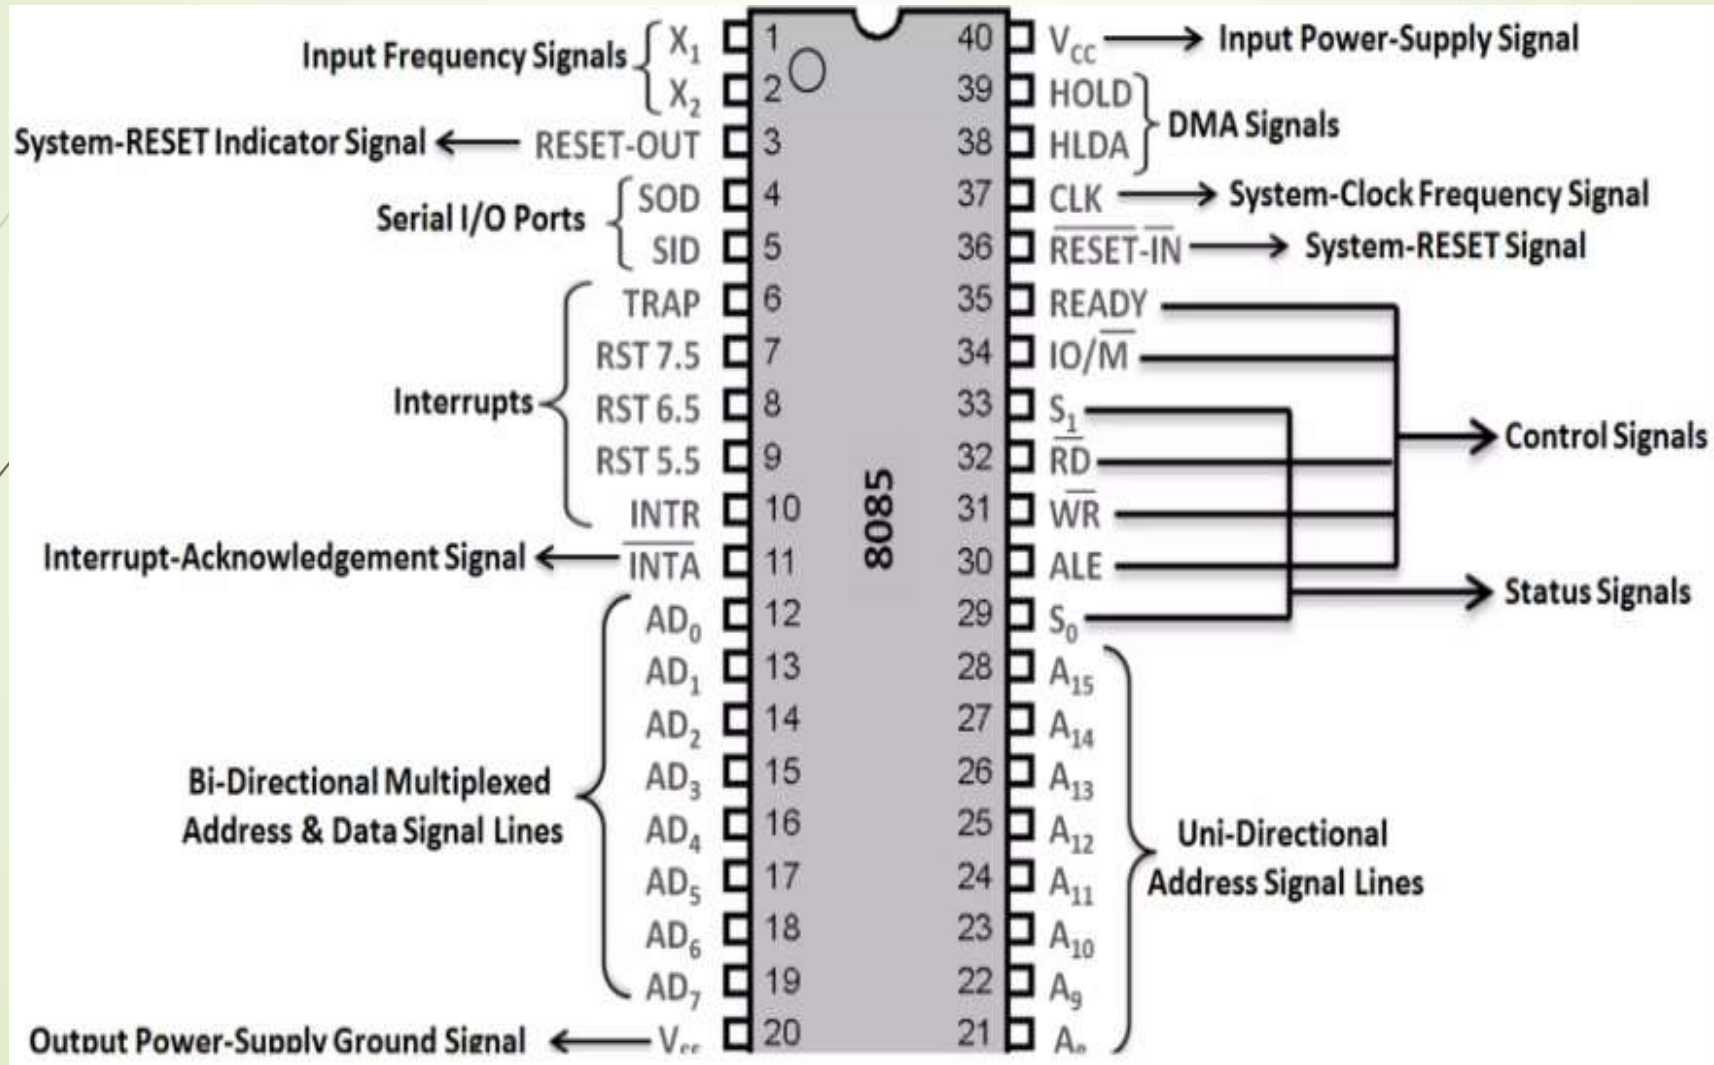 Input Frequency Signals
X1
1
X2
2
System-RESET Indicator Signal
RESET-OUT
3
Serial I/O Ports
SOD
4
SID
5
Interrupts
TRAP
6
RST 7.5
7
RST 6.5
8
RST 5.5
9
INTR
10
Interrupt-Acknowledgement Signal
INTA
11
Bi-Directional Multiplexed
Address & Data Signal Lines
AD0
12
AD1
13
AD2
14
AD3
15
AD4
16
AD5
17
AD6
18
AD7
19
Output Power-Supply Ground Signal
Vss
20
8085
40
VCC
Input Power-Supply Signal
39
HOLD
38
HLDA
DMA Signals
37
CLK
System-Clock Frequency Signal
36
RESET-IN
System-RESET Signal
35
READY
34
IO/M
33
S1
32
RD
31
WR
30
ALE
29
S0
Control Signals
Status Signals
28
A15
27
A14
26
A13
25
A12
24
A11
23
A10
22
A9
21
A8
Uni-Directional
Address Signal Lines